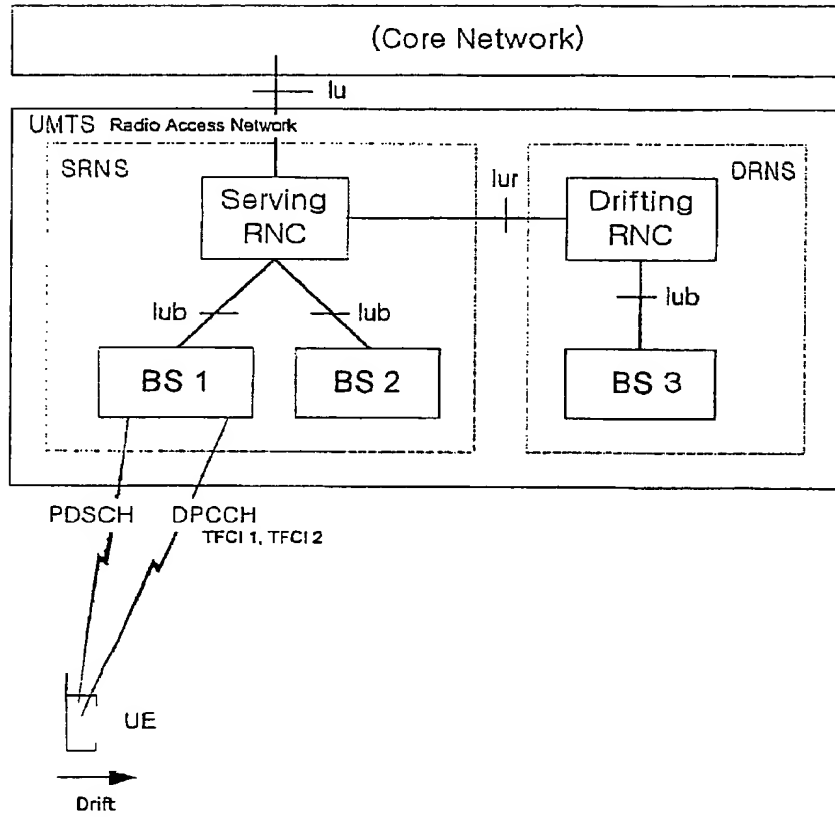 (Core Network)
Iu
UMTS Radio Access Network
SRNS
DRNS
Serving
RNC
Iur
Drifting
RNC
Iub
Iub
Iub
BS 1
BS 2
BS 3
PDSCH
DPCCH
TFCI 1, TFCI 2
UE
Drift